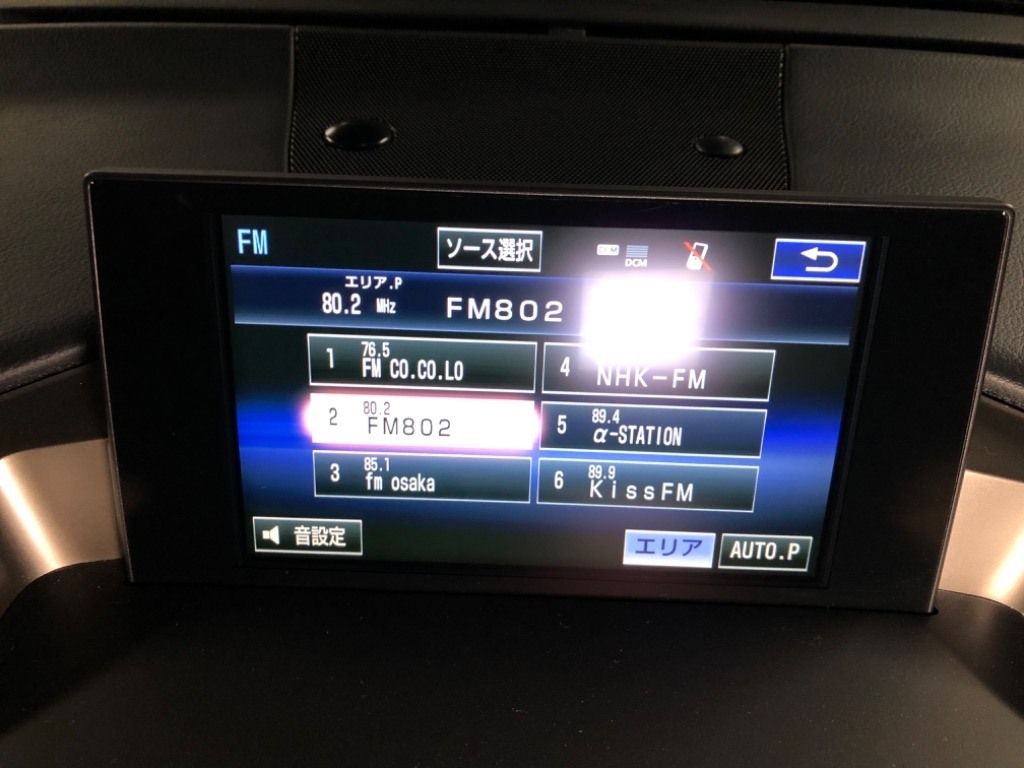 FM
ソース選択
DCM
エリア.P
80.2 MHz FM802
1 76.5
FM CO.CO.LO
4 NHK-FM
2 80.2
FM802
5 89.4
α-STATION
3 85.1
fm osaka
6 89.9
KissFM
音設定
エリア
AUTO.P